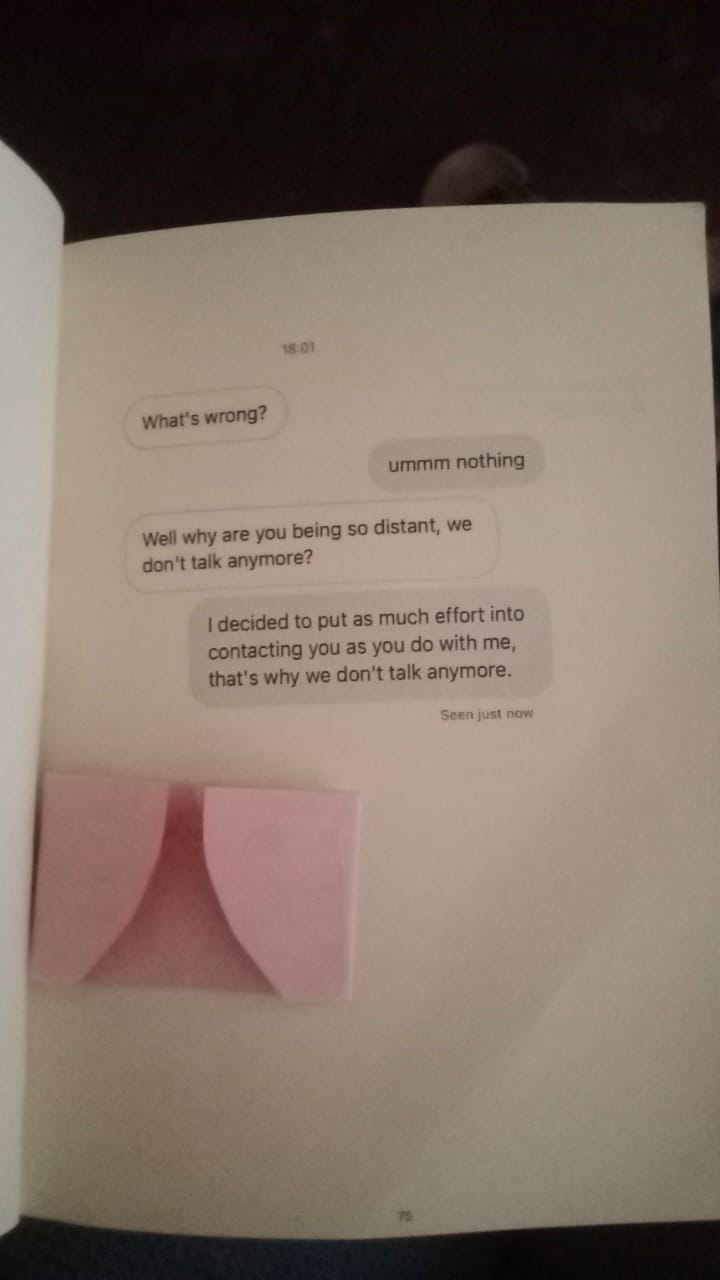 18:01
What's wrong?
ummm nothing
Well why are you being so distant, we
don't talk anymore?
I decided to put as much effort into
contacting you as you do with me,
that's why we don't talk anymore.
Seen just now
75